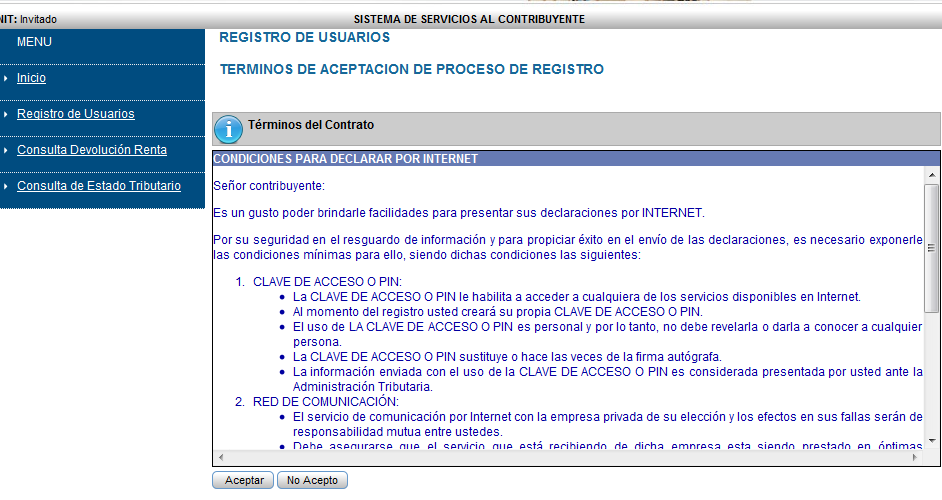 NIT: Invitado
SISTEMA DE SERVICIOS AL CONTRIBUYENTE
MENU
Inicio
Registro de Usuarios
Consulta Devolución Renta
Consulta de Estado Tributario
REGISTRO DE USUARIOS
TERMINOS DE ACEPTACION DE PROCESO DE REGISTRO
Términos del Contrato
CONDICIONES PARA DECLARAR POR INTERNET
Señor contribuyente:
Es un gusto poder brindarle facilidades para presentar sus declaraciones por INTERNET.
Por su seguridad en el resguardo de información y para propiciar éxito en el envío de las declaraciones, es necesario exponerle
las condiciones mínimas para ello, siendo dichas condiciones las siguientes:
1. CLAVE DE ACCESO O PIN:
• La CLAVE DE ACCESO O PIN le habilita a acceder a cualquiera de los servicios disponibles en Internet.
• Al momento del registro usted creará su propia CLAVE DE ACCESO O PIN.
• El uso de LA CLAVE DE ACCESO O PIN es personal y por lo tanto, no debe revelarla o darla a conocer a cualquier
persona.
• La CLAVE DE ACCESO O PIN sustituye o hace las veces de la firma autógrafa.
• La información enviada con el uso de la CLAVE DE ACCESO O PIN es considerada presentada por usted ante la
Administración Tributaria.
2. RED DE COMUNICACIÓN:
• El servicio de comunicación por Internet con la empresa privada de su elección y los efectos en sus fallas serán de
responsabilidad mutua entre ustedes.
• Debe asegurarse que el servicio que está recibiendo de dicha empresa esta siendo prestado en óptimas
Aceptar
No Acepto